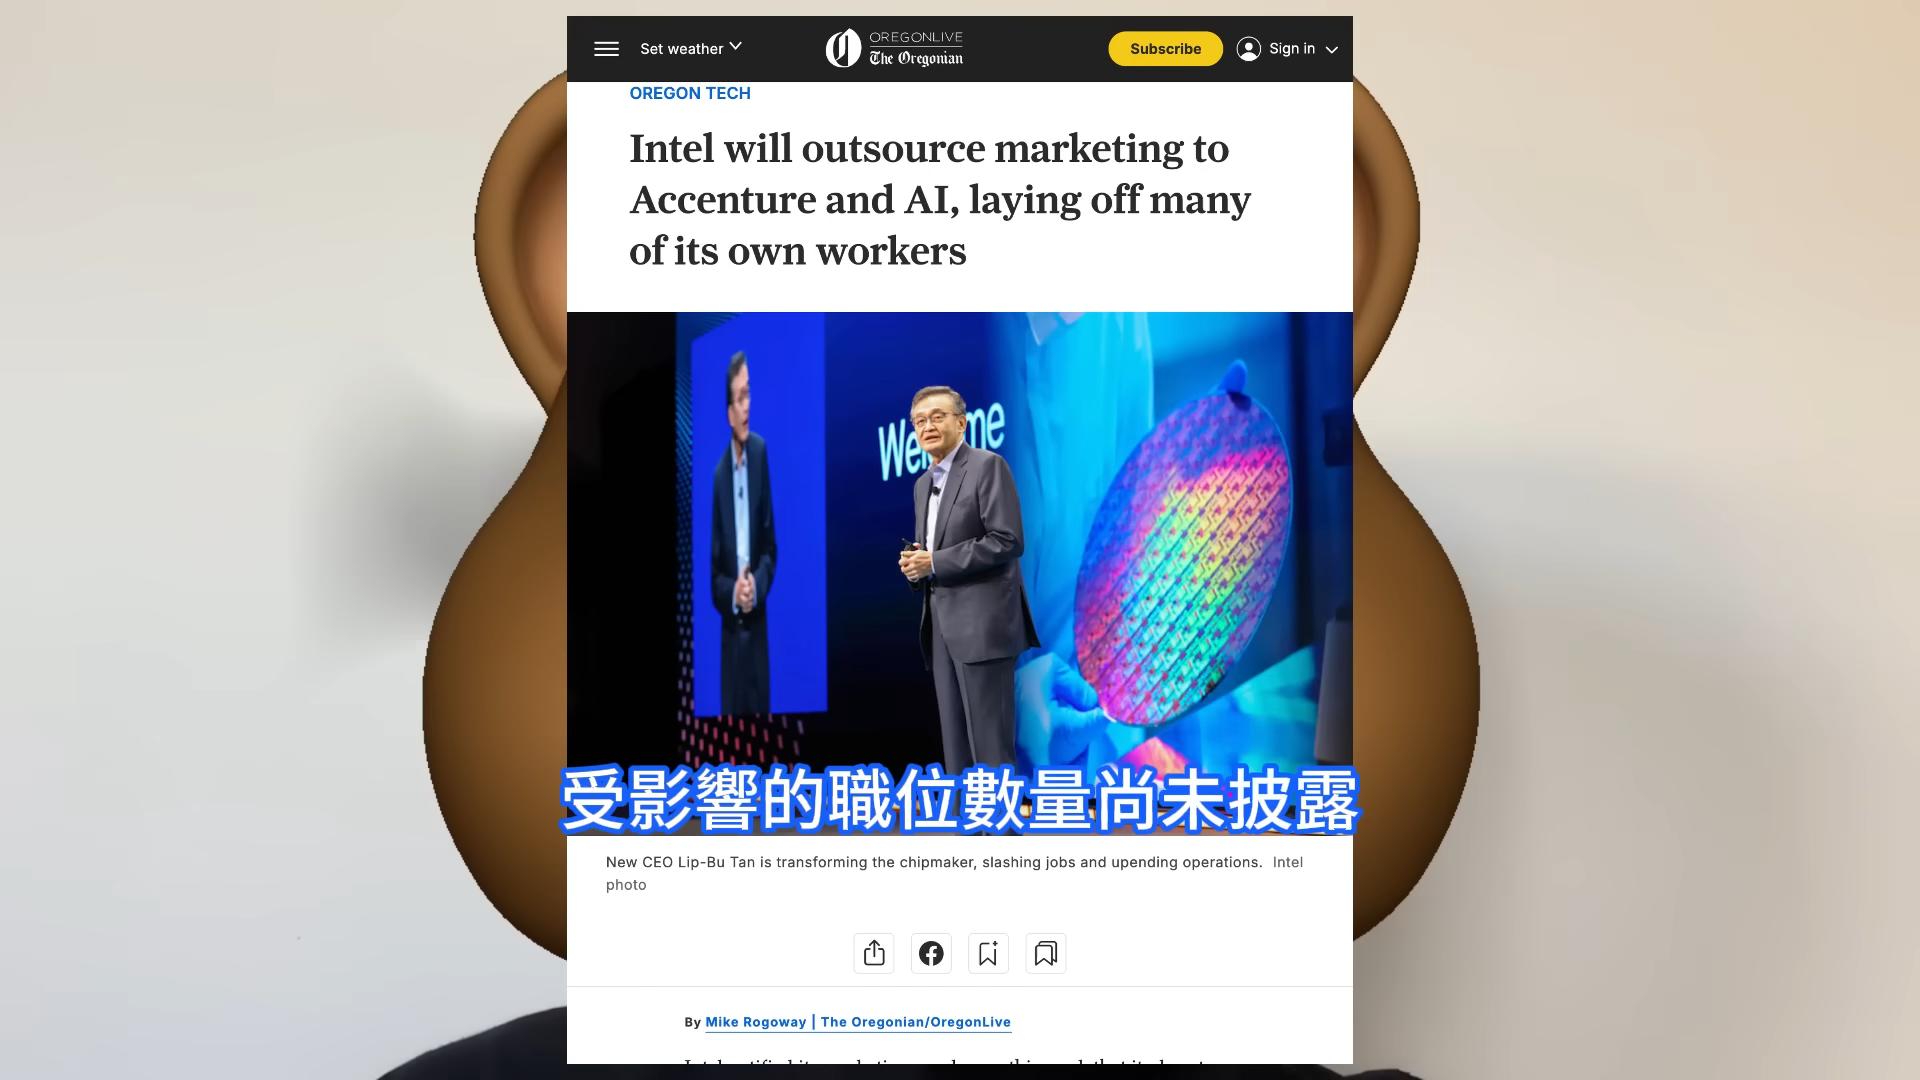 Set weather
OREGONLIVE
The Oregonian
Subscribe
Sign in
OREGON TECH
Intel will outsource marketing to
Accenture and AI, laying off many
of its own workers
受影響的職位數量尚未披露
New CEO Lip-Bu Tan is transforming the chipmaker, slashing jobs and upending operations. Intel
photo
By Mike Rogoway | The Oregonian/OregonLive